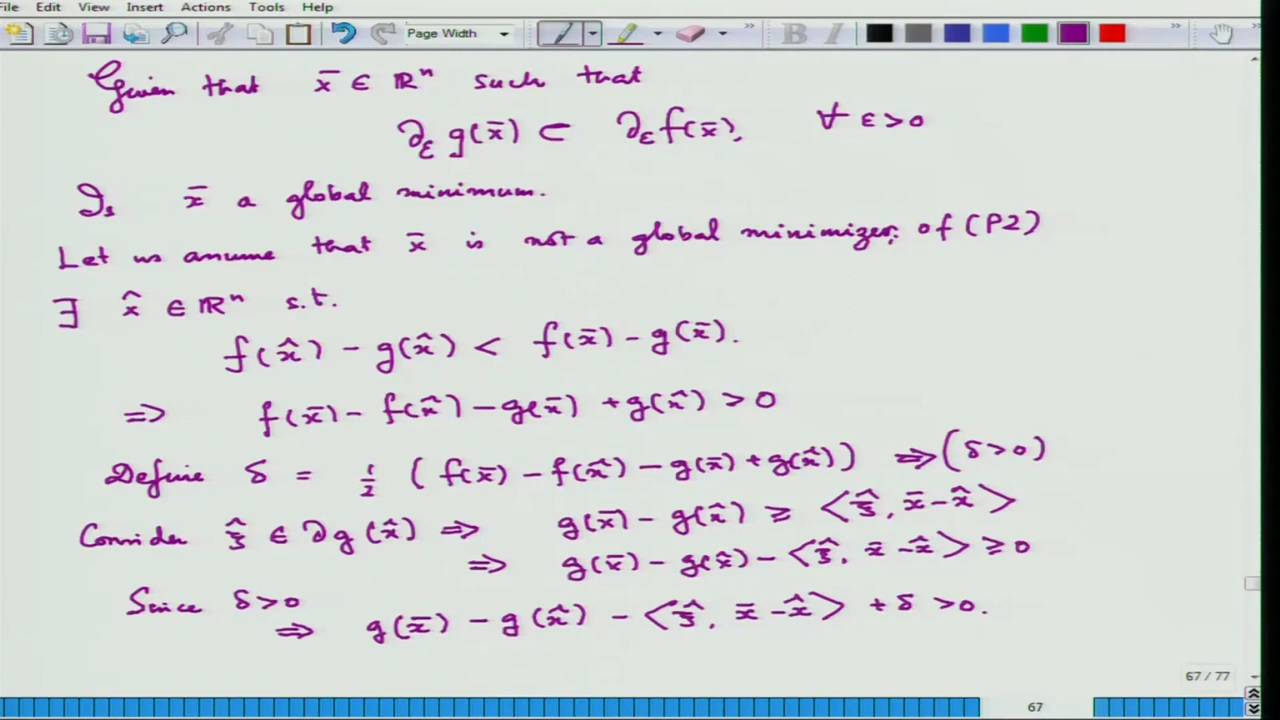 File Edit View Insert Actions Tools Help
Page Width
Given that x̄ ∈ ℝⁿ such that
∂_ε g(x̄) ⊂ ∂_ε f(x̄), ∀ ε > 0
Is x̄ a global minimum.
Let us assume that x̄ is not a global minimizer of (P2)
∃ x̂ ∈ ℝⁿ s.t.
f(x̂) - g(x̂) < f(x̄) - g(x̄).
⇒ f(x̄) - f(x̂) - g(x̄) + g(x̂) > 0
Define δ = 1/2 (f(x̄) - f(x̂) - g(x̄) + g(x̂)) ⇒ (δ > 0)
Consider ξ̂ ∈ ∂g(x̂) ⇒ g(x̄) - g(x̂) ≥ ⟨ξ̂, x̄ - x̂⟩
⇒ g(x̄) - g(x̂) - ⟨ξ̂, x̄ - x̂⟩ ≥ 0
Since δ > 0
⇒ g(x̄) - g(x̂) - ⟨ξ̂, x̄ - x̂⟩ + δ > 0.
67 / 77
67